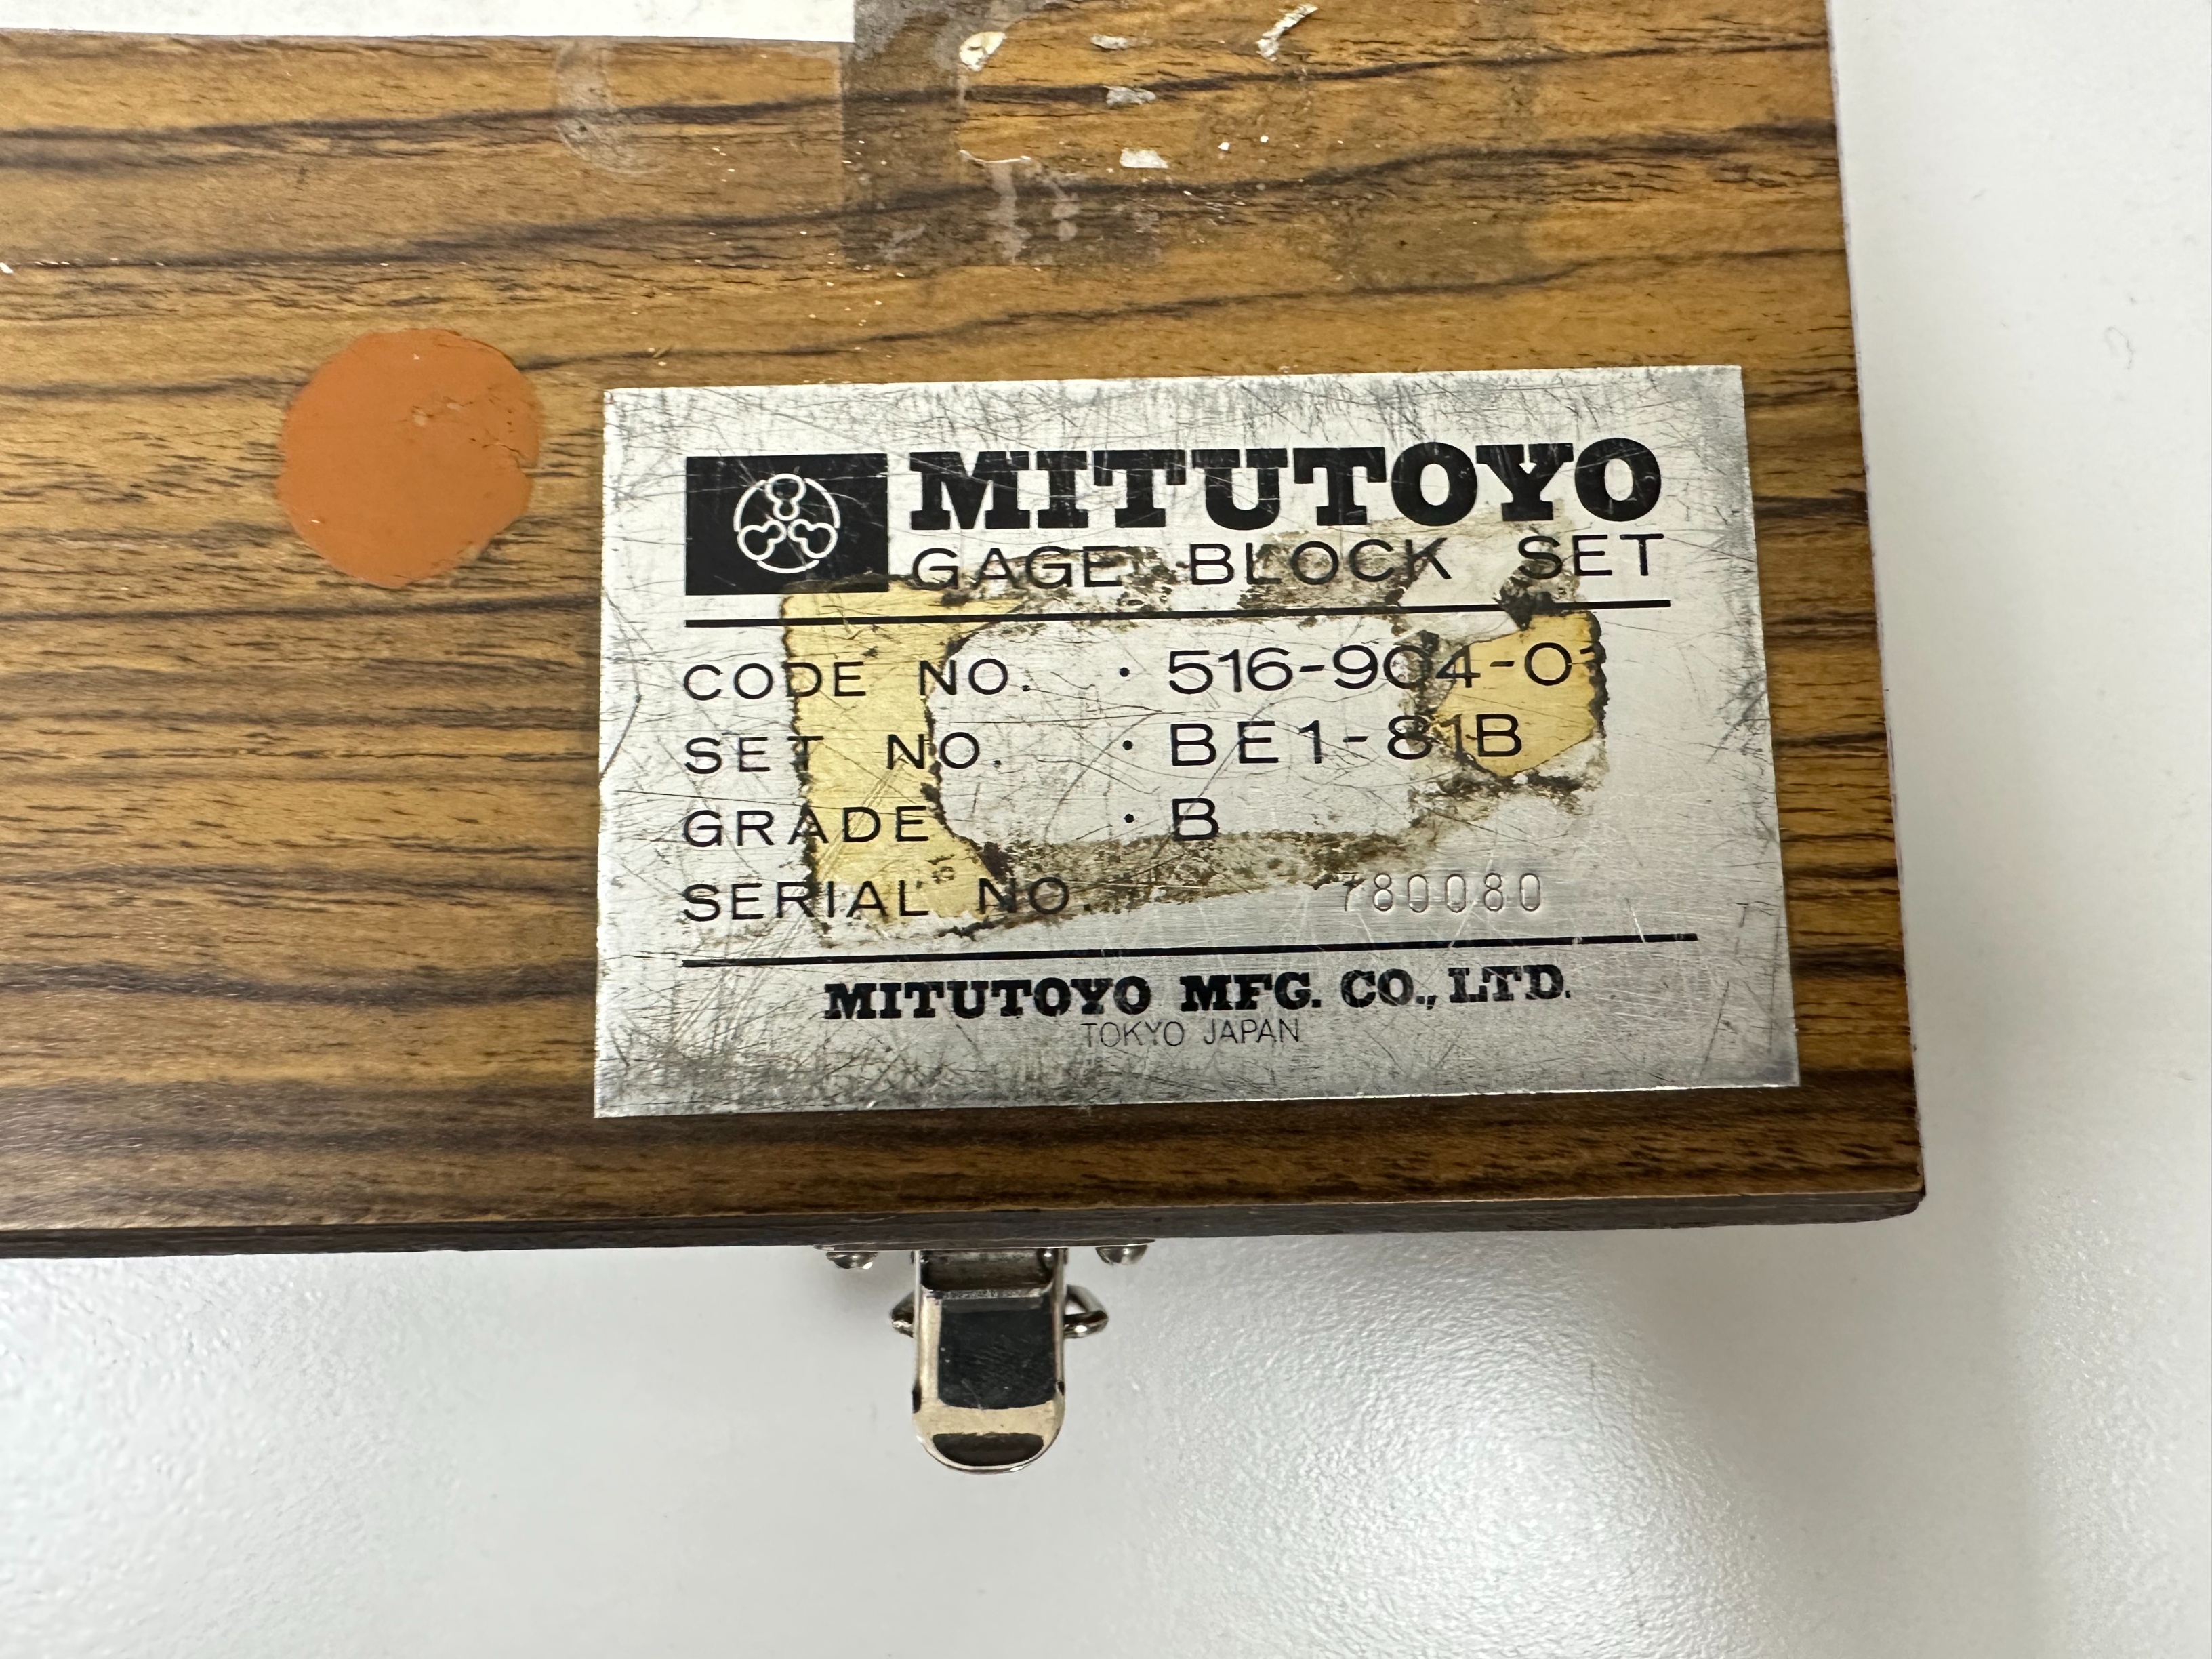 MITUTOYO
GAGE BLOCK SET
CODE NO. · 516-904-01
SET NO. · BE1-81B
GRADE · B
SERIAL NO. 780080
MITUTOYO MFG. CO., LTD.
TOKYO JAPAN